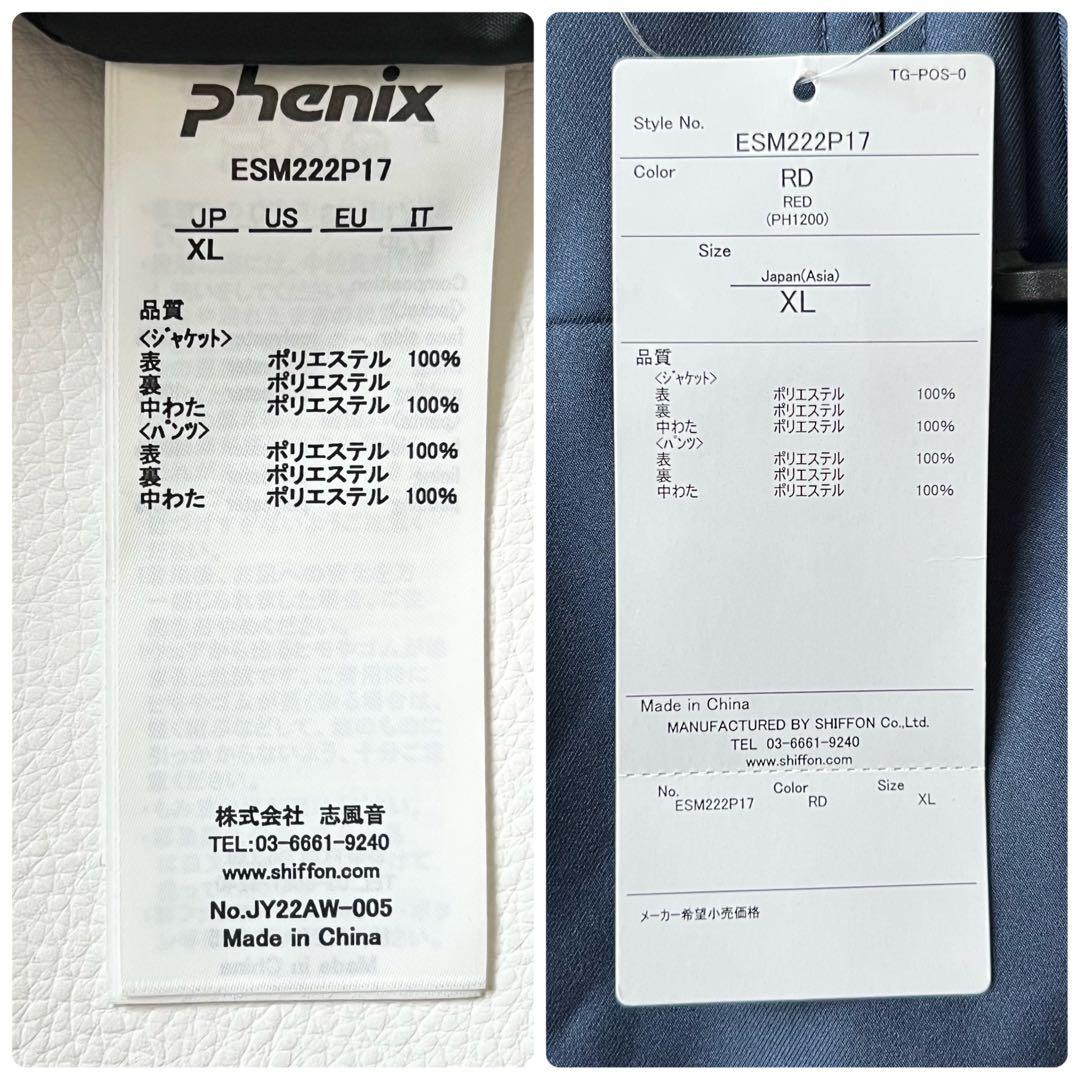 phenix
ESM222P17
JP US EU IT
XL
品質
<ジャケット>
表 ポリエステル 100%
裏 ポリエステル
中わた ポリエステル 100%
<パンツ>
表 ポリエステル 100%
裏 ポリエステル
中わた ポリエステル 100%
株式会社 志風音
TEL:03-6661-9240
www.shiffon.com
No.JY22AW-005
Made in China
TG-POS-0
Style No.
ESM222P17
Color RD
RED
(PH1200)
Size
Japan(Asia)
XL
品質
<ジャケット>
表 ポリエステル 100%
裏 ポリエステル
中わた ポリエステル 100%
<パンツ>
表 ポリエステル 100%
裏 ポリエステル
中わた ポリエステル 100%
Made in China
MANUFACTURED BY SHIFFON Co.,Ltd.
TEL 03-6661-9240
www.shiffon.com
No. Color Size
ESM222P17 RD XL
メーカー希望小売価格